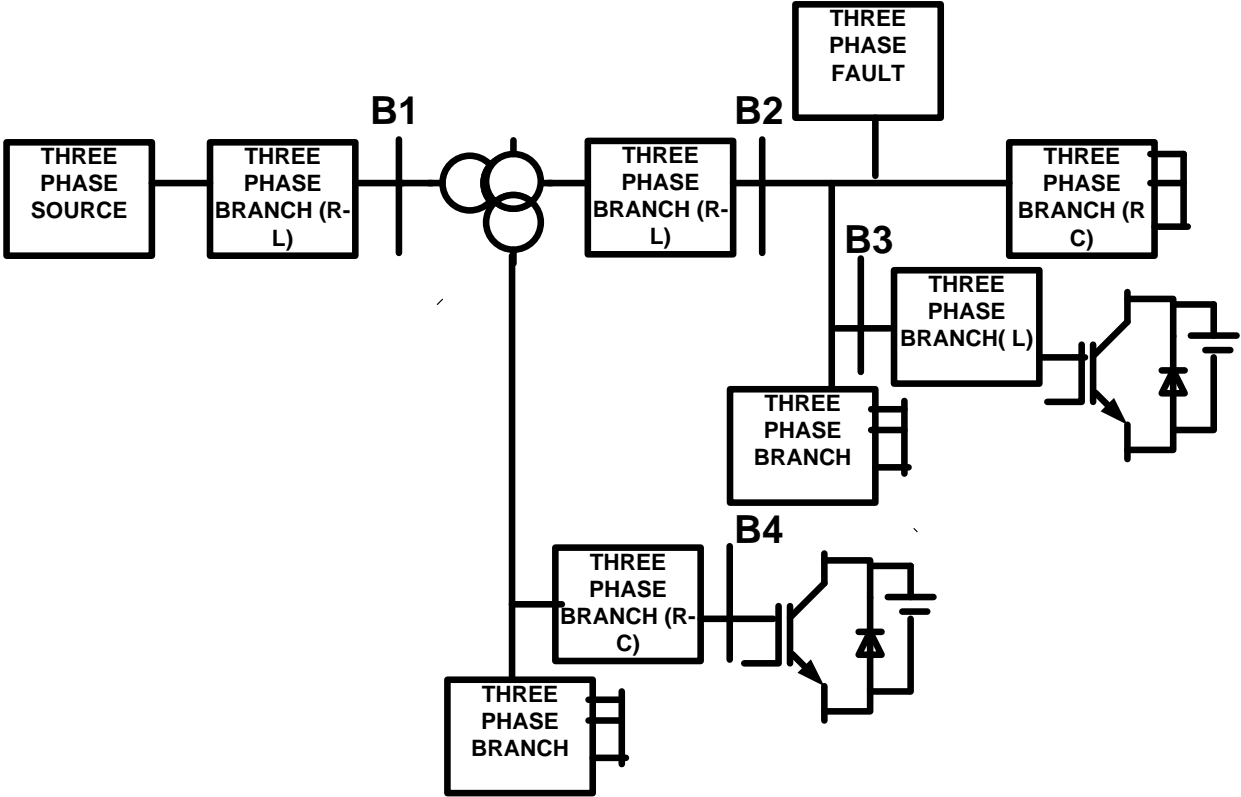 THREE
PHASE
FAULT
B1
B2
THREE
PHASE
SOURCE
THREE
PHASE
BRANCH (R-
L)
THREE
PHASE
BRANCH (R-
L)
THREE
PHASE
BRANCH (R
C)
B3
THREE
PHASE
BRANCH( L)
THREE
PHASE
BRANCH
B4
THREE
PHASE
BRANCH (R-
C)
THREE
PHASE
BRANCH